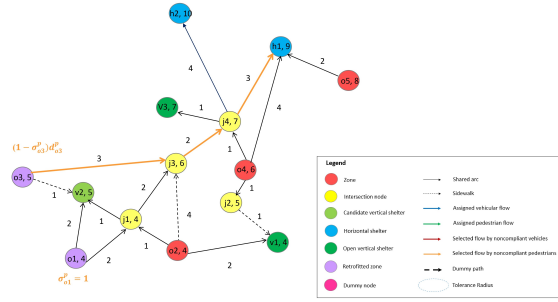 h2, 10
h1, 9
2
4
3
o5, 8
V3, 7
1
j4, 7
4
2
1
(1 − σ^p_{o3})d^p_{o3}
3
j3, 6
o4, 6
o3, 5
1
v2, 5
2
1
j2, 5
4
1
2
1
j1, 4
1
o1, 4
2
o2, 4
2
v1, 4
σ^p_{o1} = 1
Legend
Zone
Shared arc
Intersection node
Sidewalk
Candidate vertical shelter
Assigned vehicular flow
Horizontal shelter
Assigned pedestrian flow
Open vertical shelter
Selected flow by noncompliant vehicles
Retrofitted zone
Selected flow by noncompliant pedestrians
Dummy path
Dummy node
Tolerance Radius